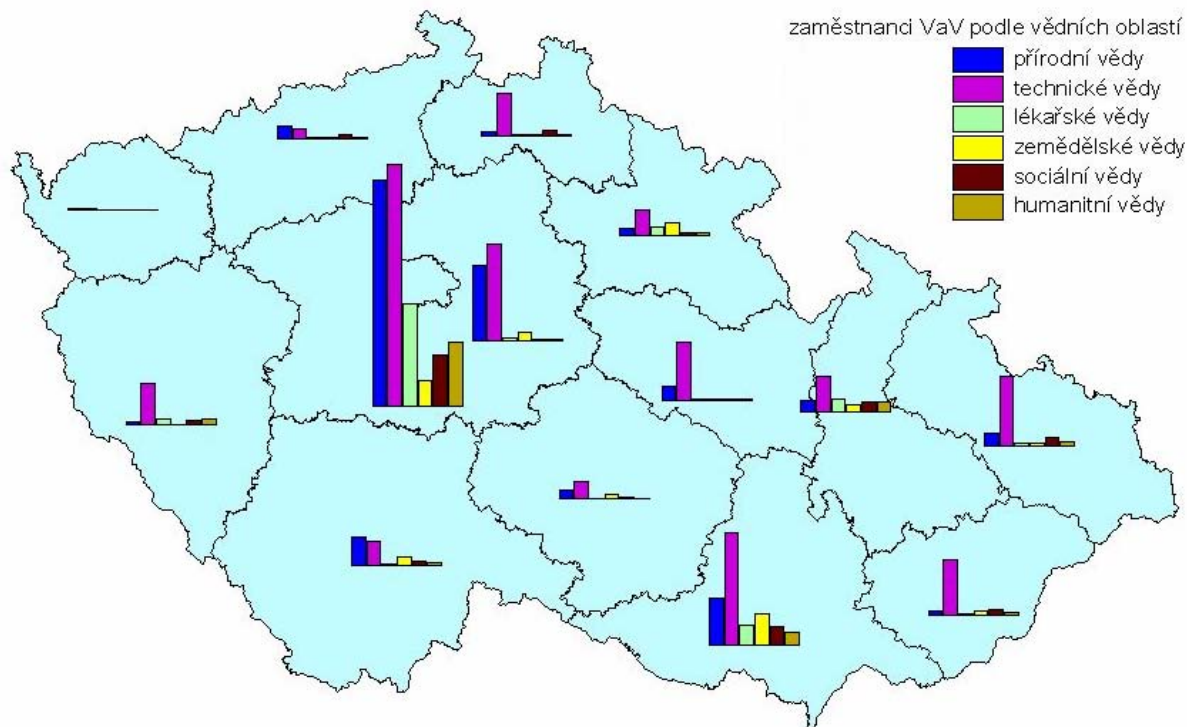 zaměstnanci VaV podle vědních oblastí
přírodní vědy
technické vědy
lékařské vědy
zemědělské vědy
sociální vědy
humanitní vědy